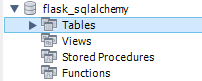 flask_sqlalchemy
Tables
Views
Stored Procedures
Functions